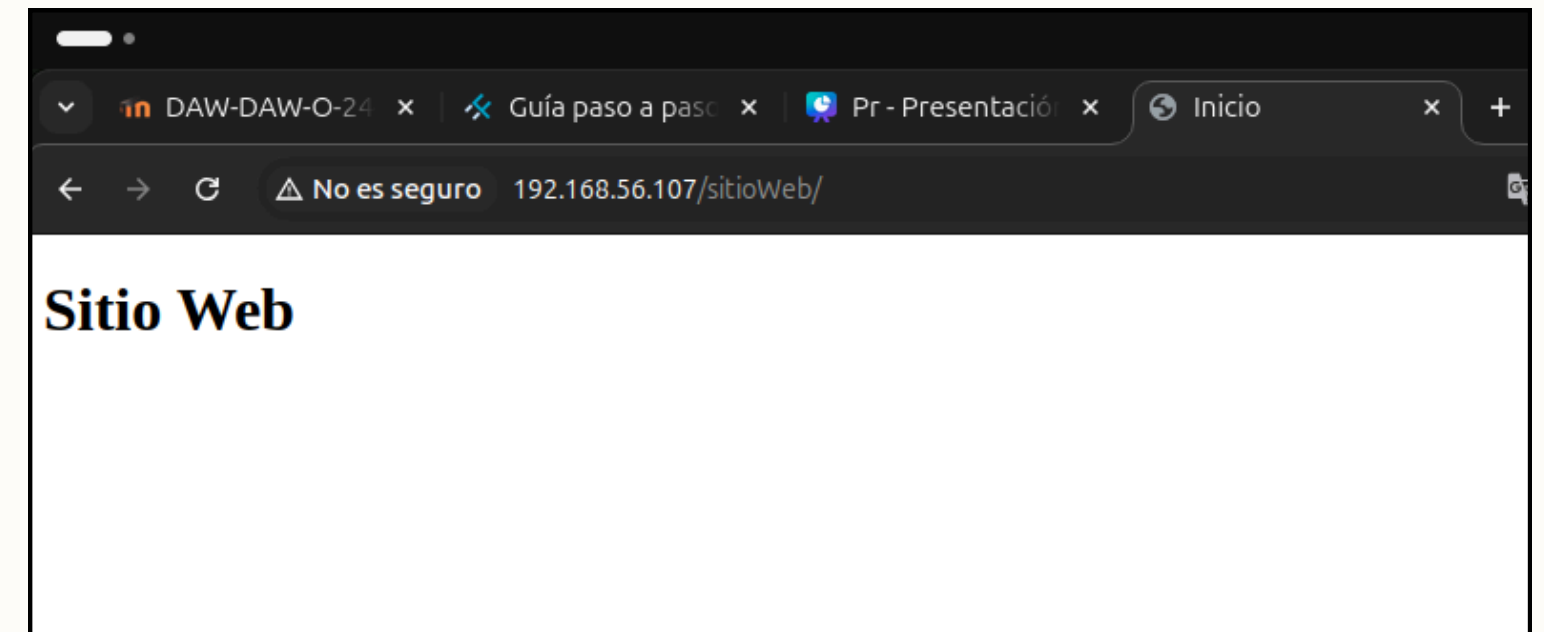 DAW-DAW-O-24
Guía paso a paso
Pr - Presentación
Inicio
No es seguro 192.168.56.107/sitioWeb/
Sitio Web